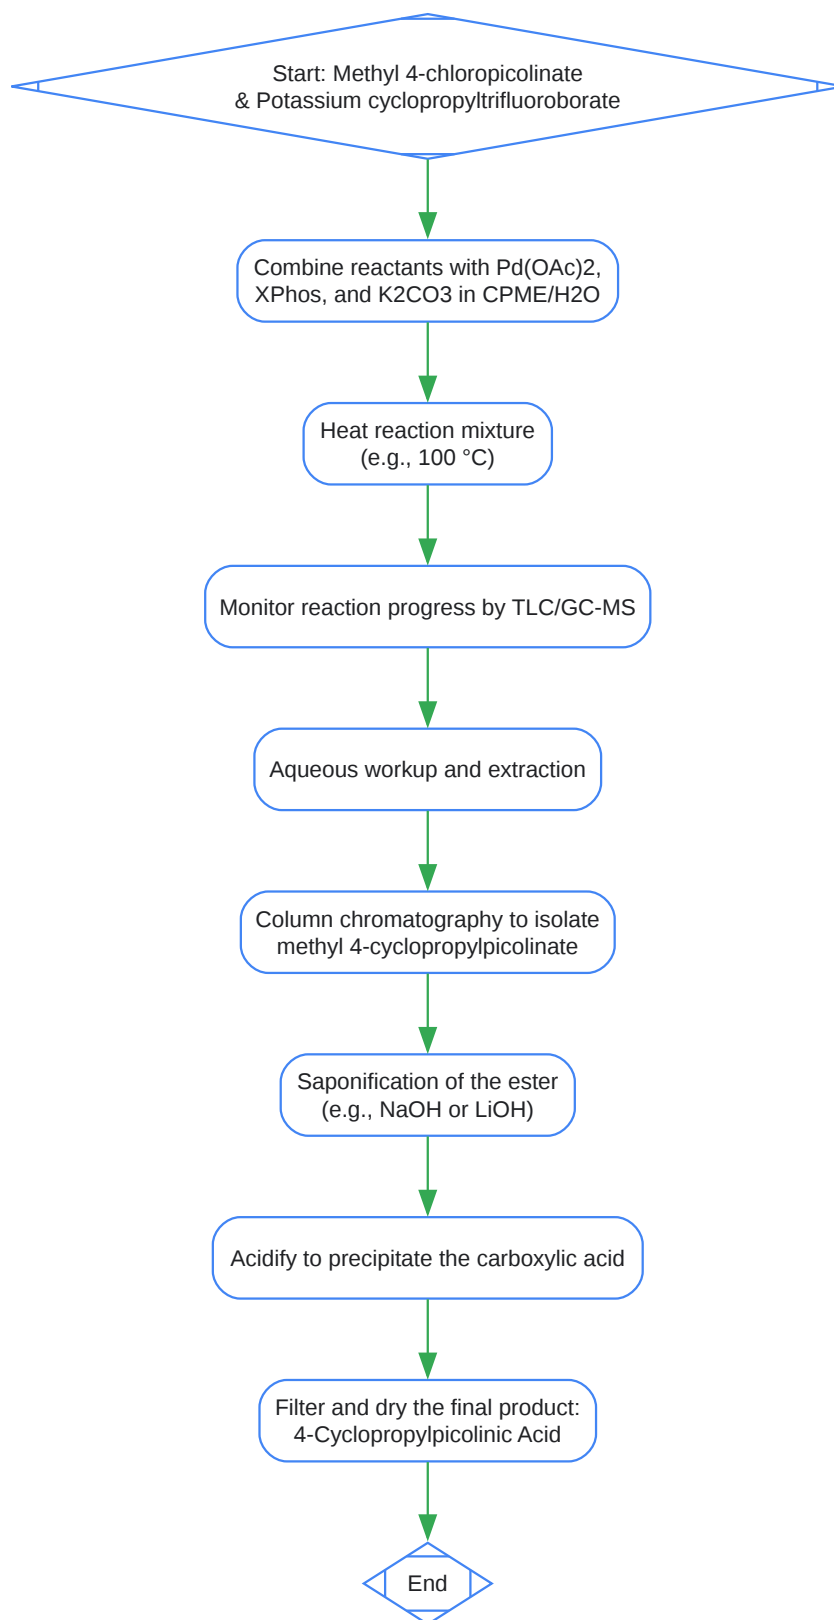 Start: Methyl 4-chloropicolinate
& Potassium cyclopropyltrifluoroborate
Combine reactants with Pd(OAc)2,
XPhos, and K2CO3 in CPME/H2O
Heat reaction mixture
(e.g., 100 °C)
Monitor reaction progress by TLC/GC-MS
Aqueous workup and extraction
Column chromatography to isolate
methyl 4-cyclopropylpicolinate
Saponification of the ester
(e.g., NaOH or LiOH)
Acidify to precipitate the carboxylic acid
Filter and dry the final product:
4-Cyclopropylpicolinic Acid
End